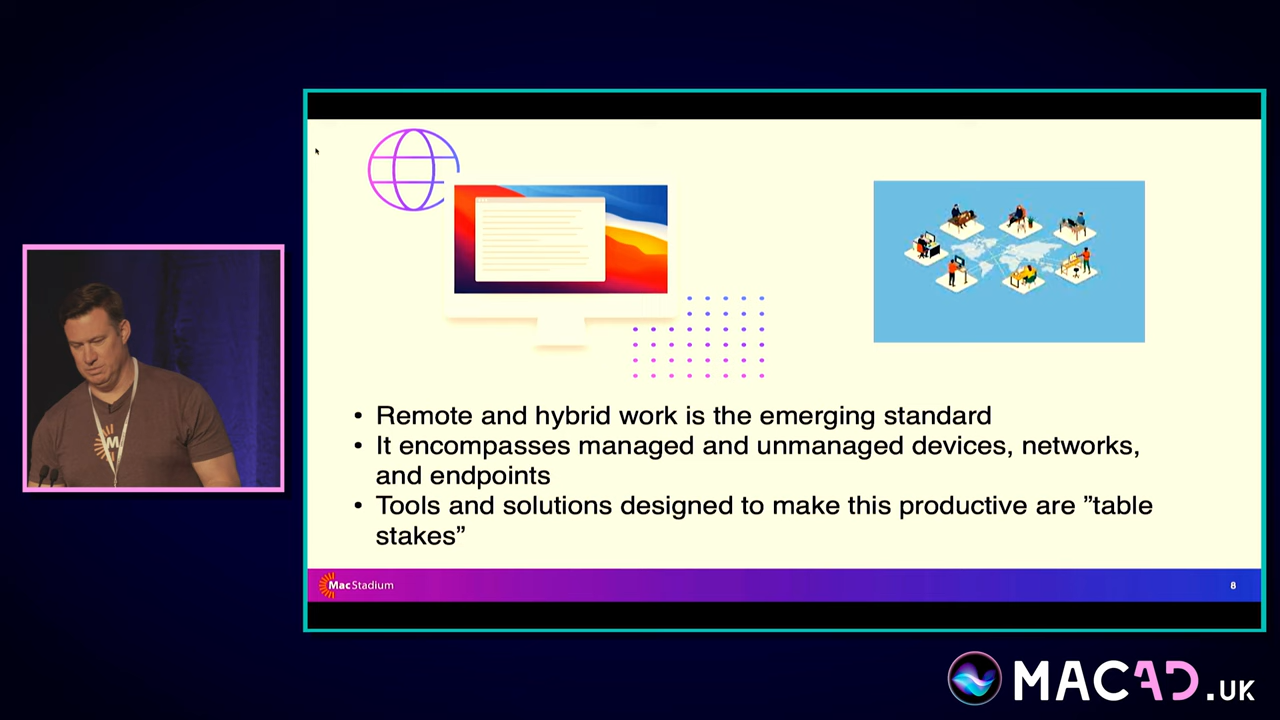 • Remote and hybrid work is the emerging standard
• It encompasses managed and unmanaged devices, networks,
and endpoints
• Tools and solutions designed to make this productive are ”table
stakes”
MacStadium
8
M
MACAD.UK